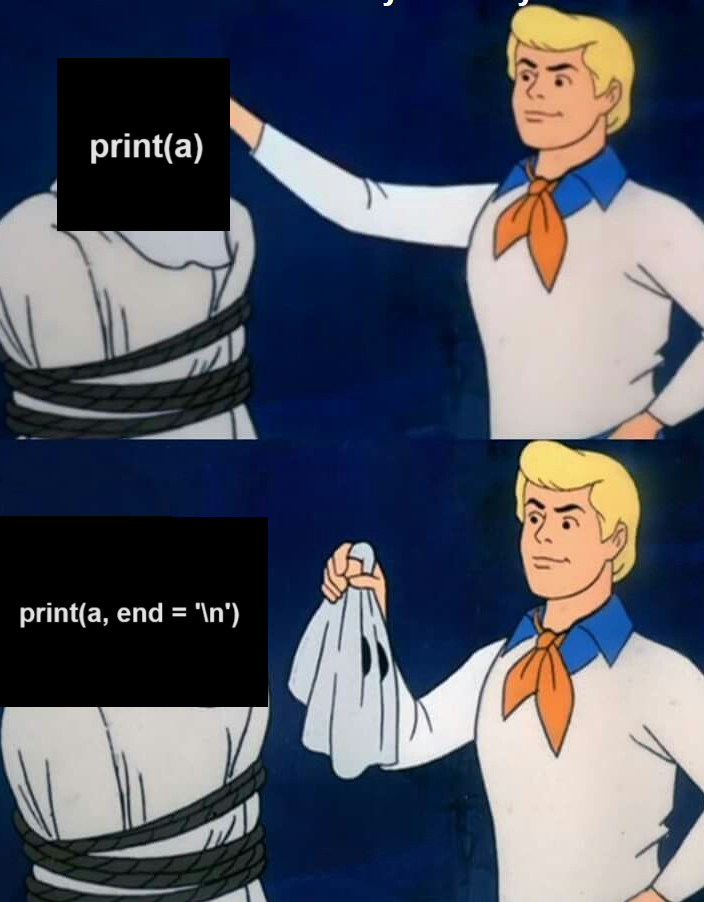 print(a)
print(a, end = '\n')